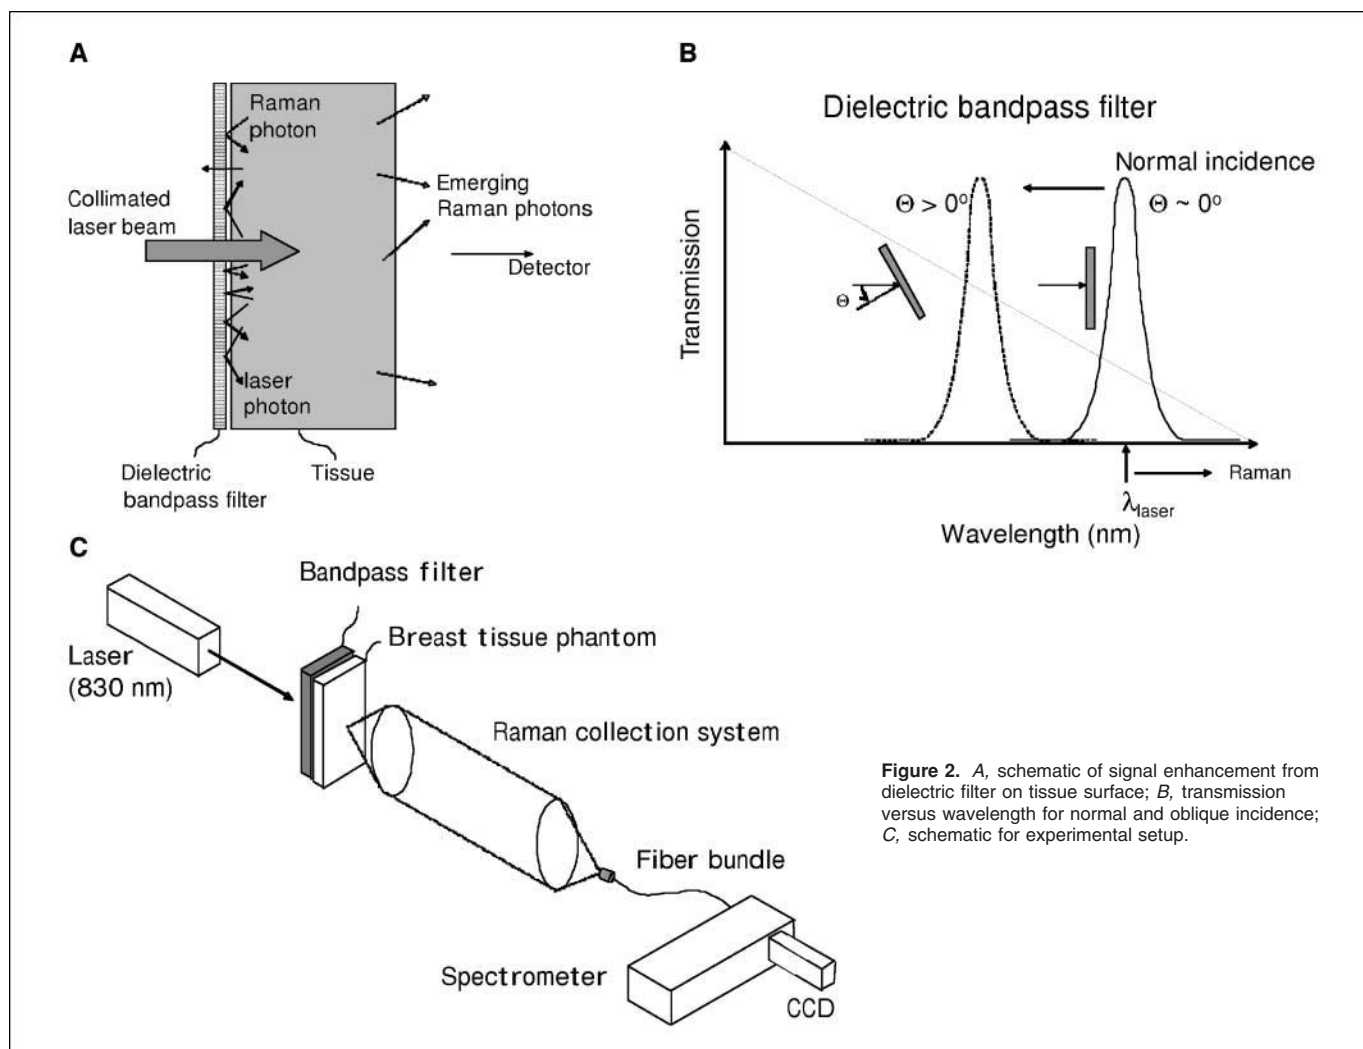 A
Raman
photon
Collimated
laser beam
Emerging
Raman photons
Detector
laser
photon
Dielectric
bandpass filter
Tissue
B
Dielectric bandpass filter
Normal incidence
Θ > 0º
Θ ~ 0º
Θ
Transmission
λlaser
Raman
Wavelength (nm)
C
Bandpass filter
Breast tissue phantom
Laser
(830 nm)
Raman collection system
Fiber bundle
Spectrometer
CCD
Figure 2. A, schematic of signal enhancement from
dielectric filter on tissue surface; B, transmission
versus wavelength for normal and oblique incidence;
C, schematic for experimental setup.